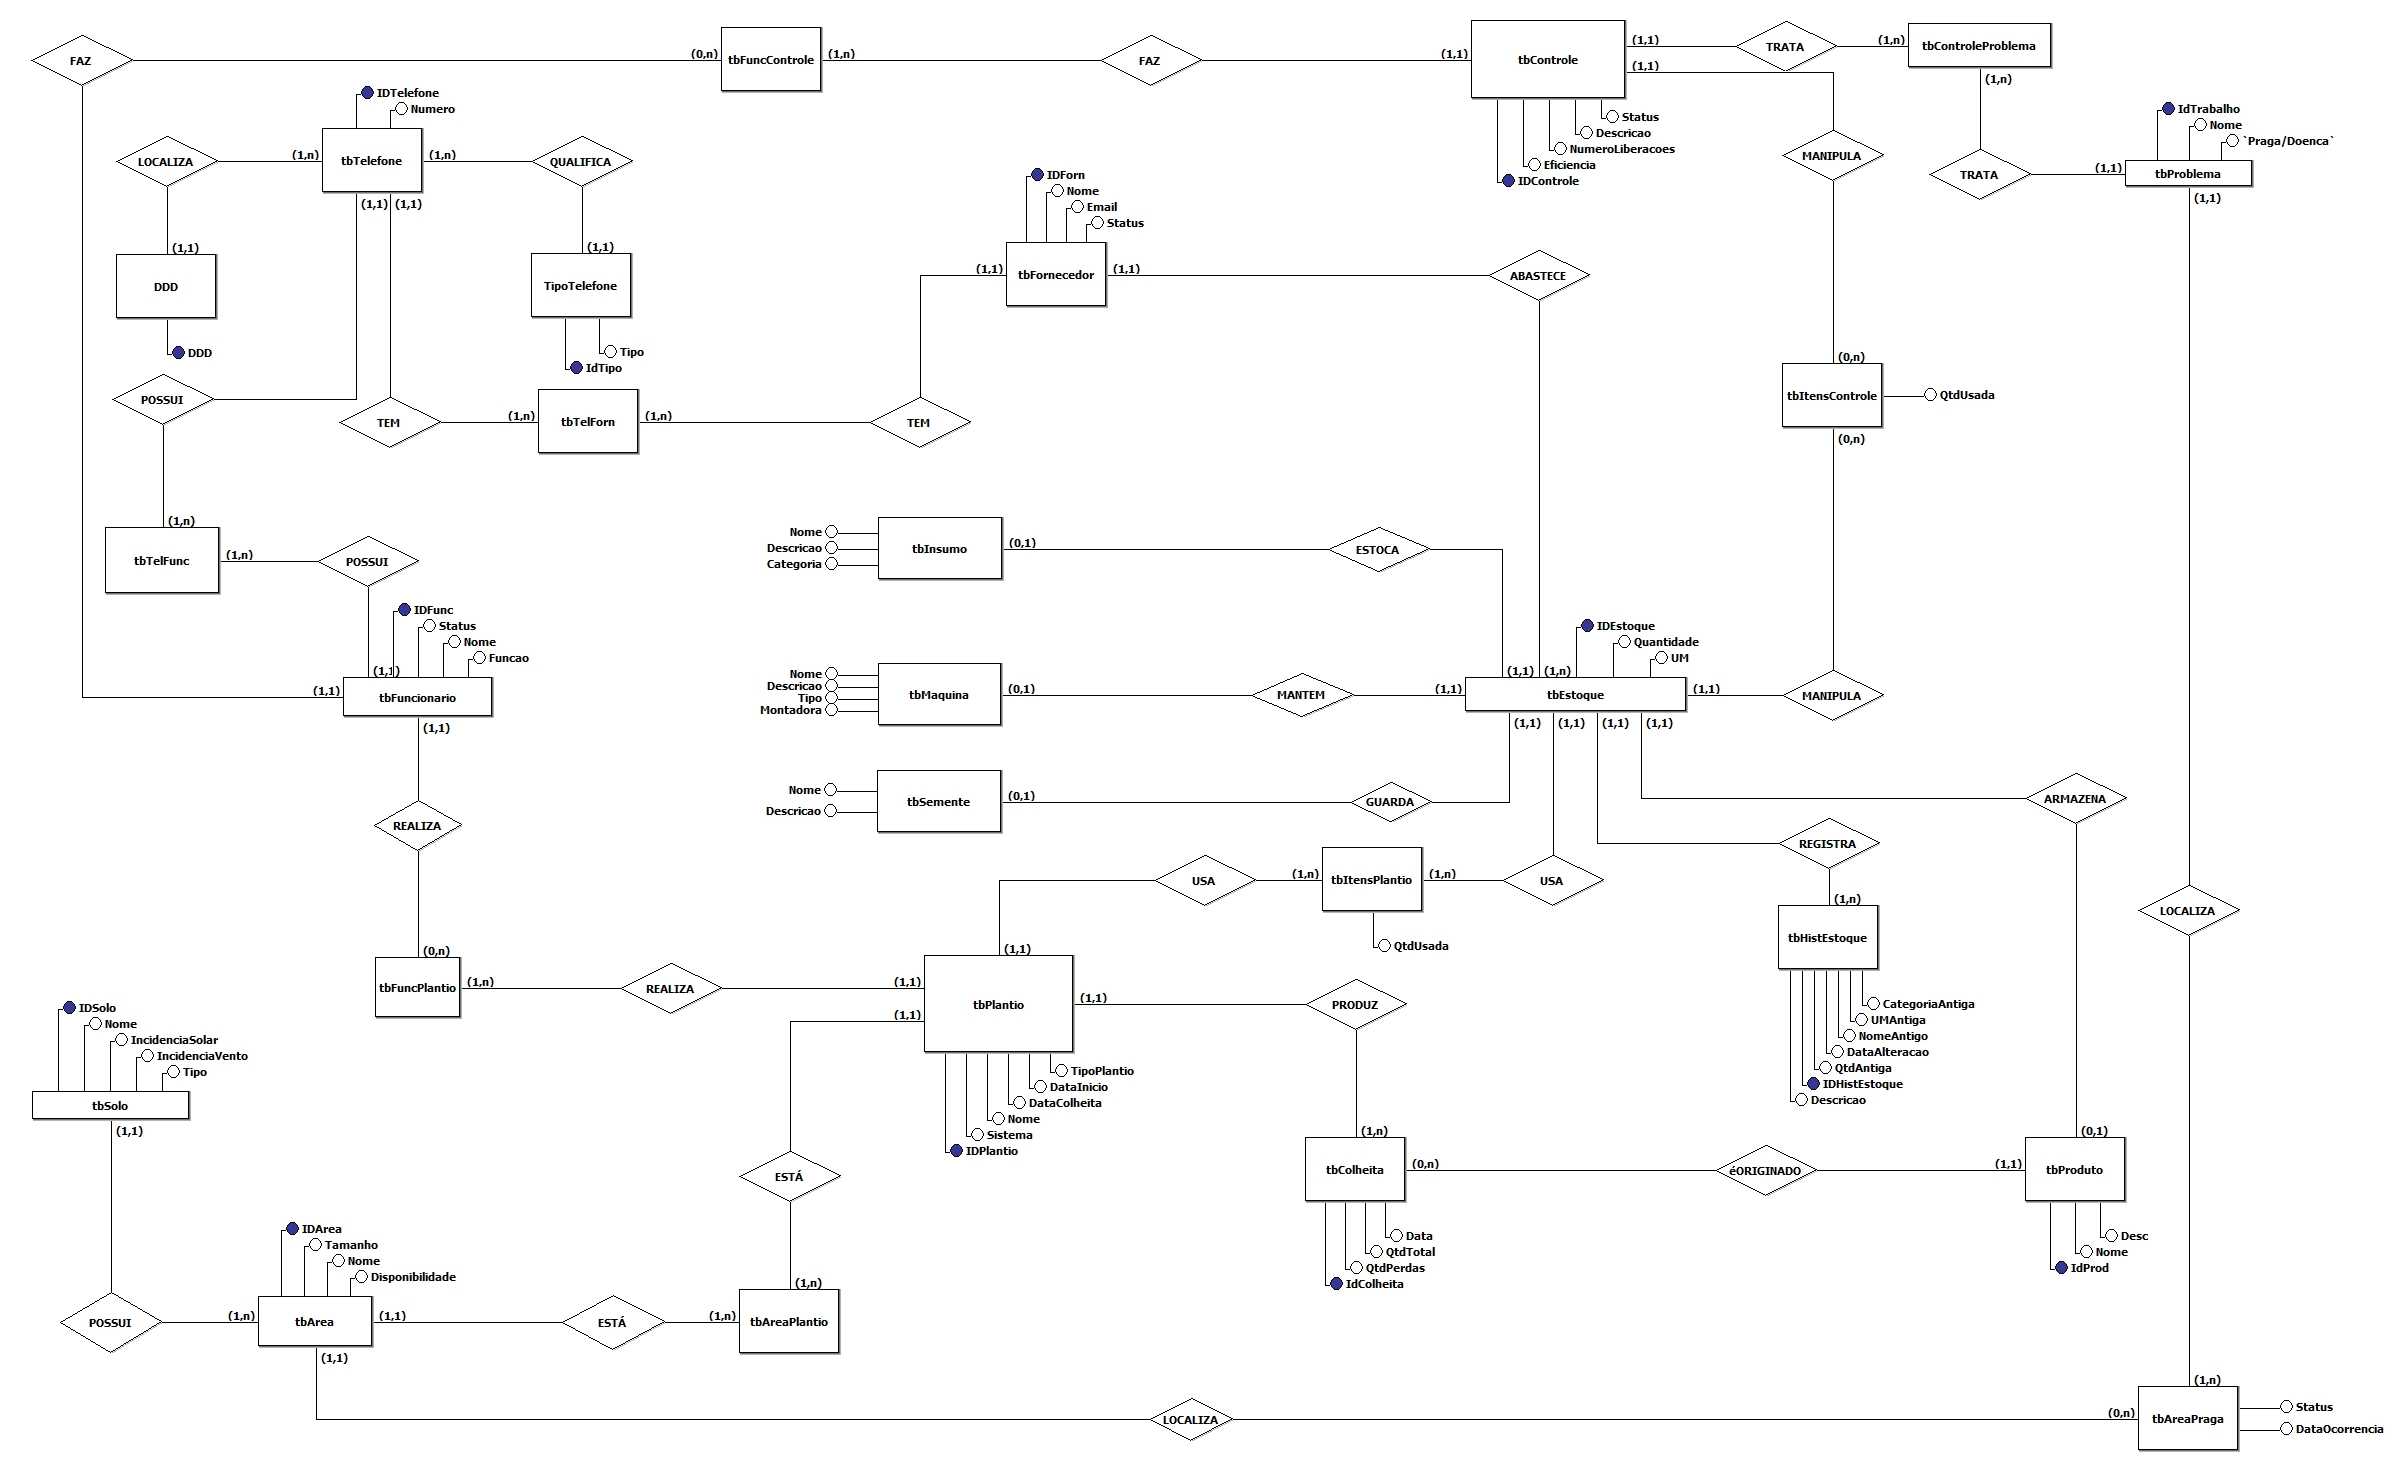 FAZ
(0,n)
tbFuncControle
(1,n)
FAZ
(1,1)
tbControle
(1,1)
TRATA
(1,n)
tbControleProblema
(1,1)
(1,n)
Status
Descricao
NumeroLiberacoes
Eficiencia
IDControle
MANIPULA
TRATA
(1,1)
IdTrabalho
Nome
`Praga/Doenca`
tbProblema
(1,1)
IDTelefone
Numero
LOCALIZA
(1,n)
tbTelefone
(1,n)
QUALIFICA
(1,1)
(1,1)
(1,1)
DDD
DDD
(1,1)
TipoTelefone
Tipo
IdTipo
IDForn
Nome
Email
Status
(1,1)
tbFornecedor
(1,1)
ABASTECE
POSSUI
TEM
(1,n)
tbTelForn
(1,n)
TEM
(0,n)
tbItensControle
QtdUsada
(0,n)
(1,n)
tbTelFunc
(1,n)
POSSUI
Nome
Descricao
Categoria
tbInsumo
(0,1)
ESTOCA
IDFunc
Status
Nome
Funcao
(1,1)
(1,1)
tbFuncionario
(1,1)
Nome
Descricao
Tipo
Montadora
tbMaquina
(0,1)
MANTEM
(1,1)
IDEstoque
Quantidade
UM
(1,1)
(1,n)
tbEstoque
(1,1)
MANIPULA
(1,1)
(1,1)
(1,1)
(1,1)
Nome
Descricao
tbSemente
(0,1)
GUARDA
ARMAZENA
REALIZA
REGISTRA
USA
(1,n)
tbItensPlantio
(1,n)
USA
QtdUsada
(1,n)
tbHistEstoque
CategoriaAntiga
UMAntiga
NomeAntigo
DataAlteracao
QtdAntiga
IDHistEstoque
Descricao
LOCALIZA
(0,n)
tbFuncPlantio
(1,n)
REALIZA
(1,1)
(1,1)
(1,1)
tbPlantio
(1,1)
PRODUZ
TipoPlantio
DataInicio
DataColheita
Nome
Sistema
IDPlantio
IDSolo
Nome
IncidenciaSolar
IncidenciaVento
Tipo
tbSolo
(1,1)
ESTÁ
(1,n)
tbColheita
(0,n)
éORIGINADO
(1,1)
(0,1)
tbProduto
Data
QtdTotal
QtdPerdas
IdColheita
Desc
Nome
IdProd
IDArea
Tamanho
Nome
Disponibilidade
POSSUI
(1,n)
tbArea
(1,1)
ESTÁ
(1,n)
(1,n)
tbAreaPlantio
(1,1)
LOCALIZA
(0,n)
(1,n)
tbAreaPraga
Status
DataOcorrencia